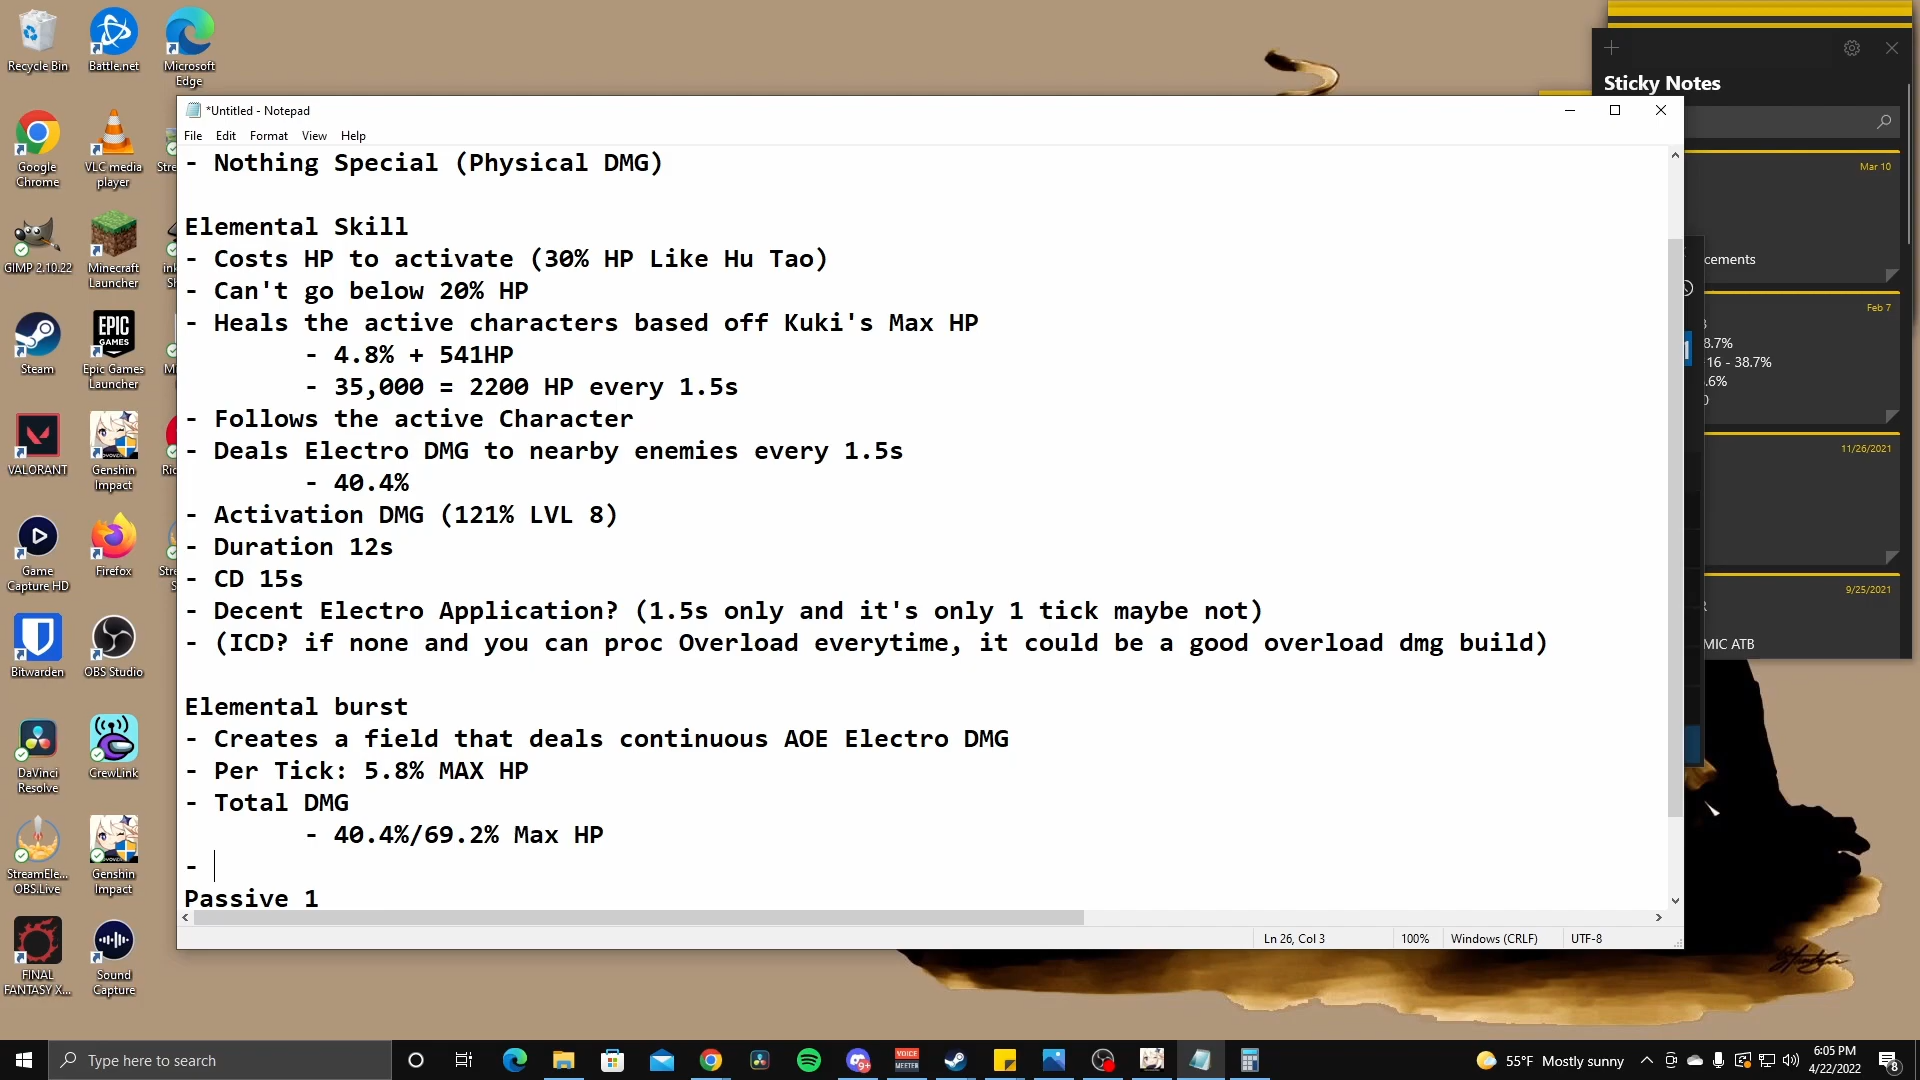 Recycle Bin
Battle.net
Microsoft
Edge
Google
Chrome
VLC media
player
Stre
GIMP 2.10.22
Minecraft
Launcher
ink
Sh
Steam
Epic Games
Launcher
EPIC
GAMES
VALORANT
Genshin
Impact
Ric
Game
Capture HD
Firefox
Stre
S
Bitwarden
OBS Studio
DaVinci
Resolve
CrewLink
StreamEle...
OBS.Live
Genshin
Impact
FINAL
FANTASY X...
Sound
Capture
*Untitled - Notepad
File Edit Format View Help
- Nothing Special (Physical DMG)
Elemental Skill
- Costs HP to activate (30% HP Like Hu Tao)
- Can't go below 20% HP
- Heals the active characters based off Kuki's Max HP
- 4.8% + 541HP
- 35,000 = 2200 HP every 1.5s
- Follows the active Character
- Deals Electro DMG to nearby enemies every 1.5s
- 40.4%
- Activation DMG (121% LVL 8)
- Duration 12s
- CD 15s
- Decent Electro Application? (1.5s only and it's only 1 tick maybe not)
- (ICD? if none and you can proc Overload everytime, it could be a good overload dmg build)
Elemental burst
- Creates a field that deals continuous AOE Electro DMG
- Per Tick: 5.8% MAX HP
- Total DMG
- 40.4%/69.2% Max HP
-
Passive 1
Ln 26, Col 3 100% Windows (CRLF) UTF-8
Sticky Notes
Mar 10
cements
Feb 7
8.7%
16 - 38.7%
.6%
11/26/2021
9/25/2021
MIC ATB
Type here to search
VOICE
MEETER
9+
55°F Mostly sunny
6:05 PM
4/22/2022
8